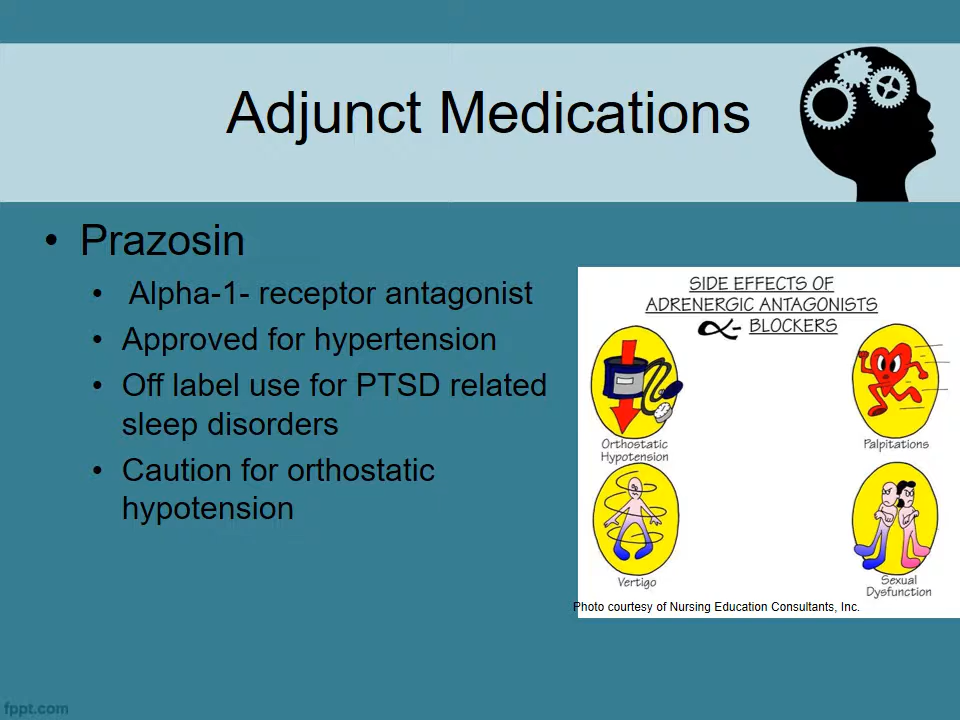 Adjunct Medications
• Prazosin
• Alpha-1- receptor antagonist
• Approved for hypertension
• Off label use for PTSD related
sleep disorders
• Caution for orthostatic
hypotension
SIDE EFFECTS OF
ADRENERGIC ANTAGONISTS
α- BLOCKERS
Orthostatic
Hypotension
Palpitations
Vertigo
Sexual
Dysfunction
Photo courtesy of Nursing Education Consultants, Inc.
fppt.com